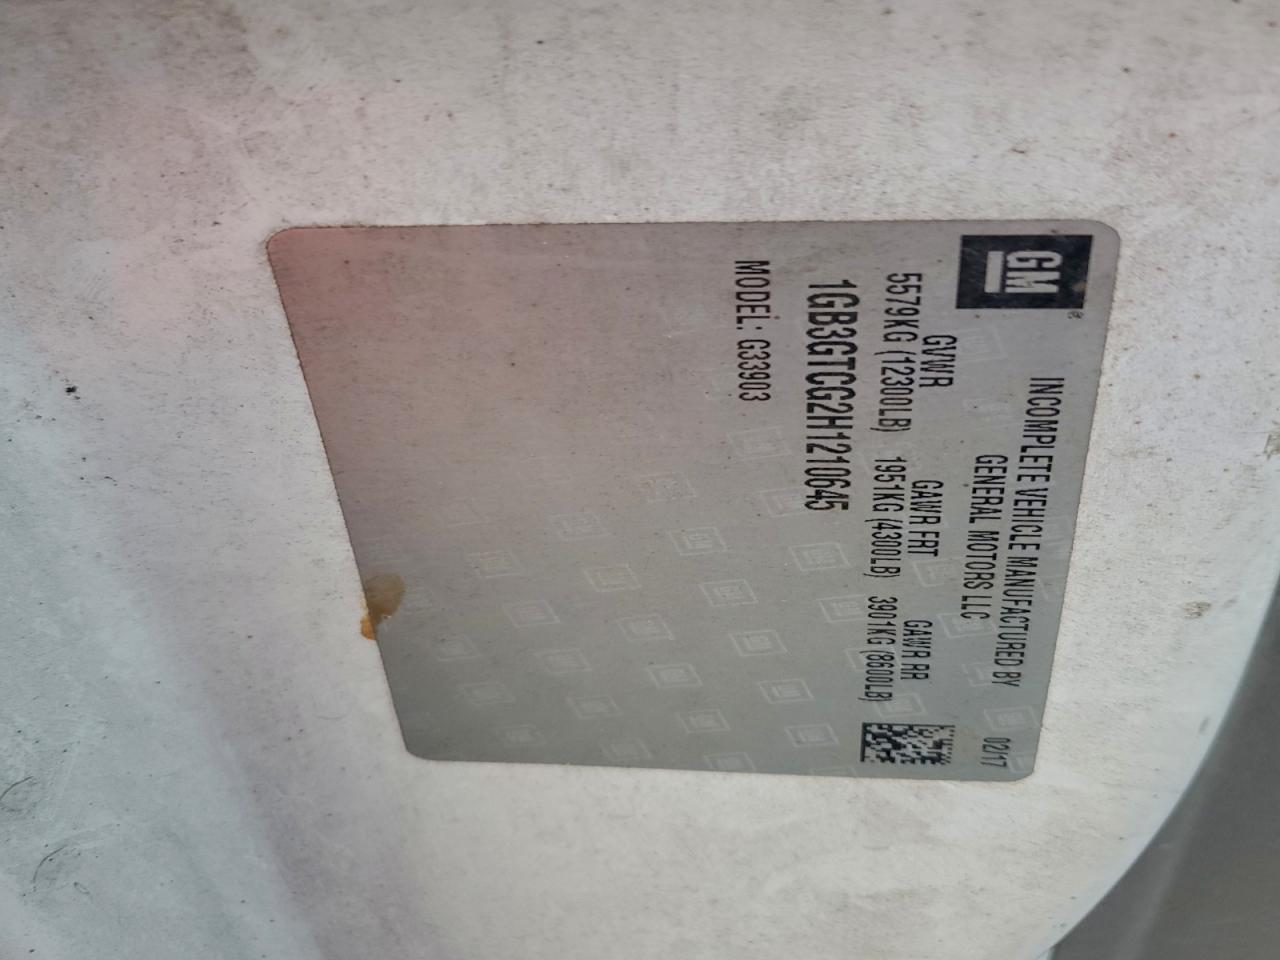 GM®
INCOMPLETE VEHICLE MANUFACTURED BY
GENERAL MOTORS LLC
02/17
GVWR GAWR FRT GAWR RR
5579KG (12300LB) 1951KG (4300LB) 3901KG (8600LB)
1GB3GTCG2H1210645
MODEL: G33903